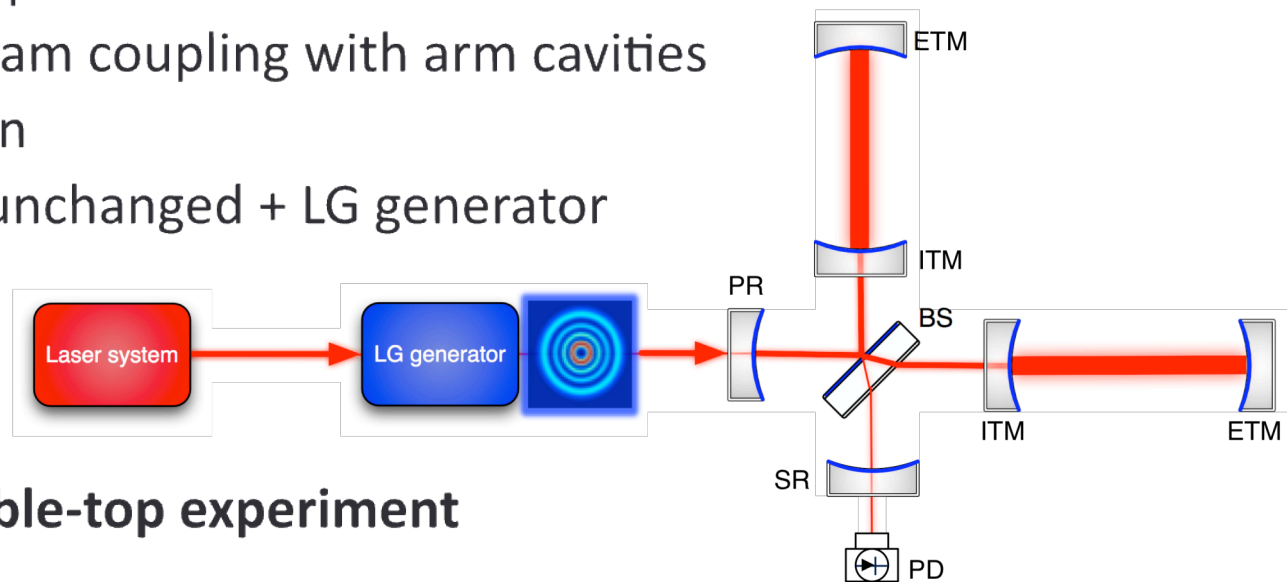 am coupling with arm cavities
n
unchanged + LG generator
ETM
ITM
PR
BS
Laser system
LG generator
ITM
ETM
SR
ble-top experiment
PD